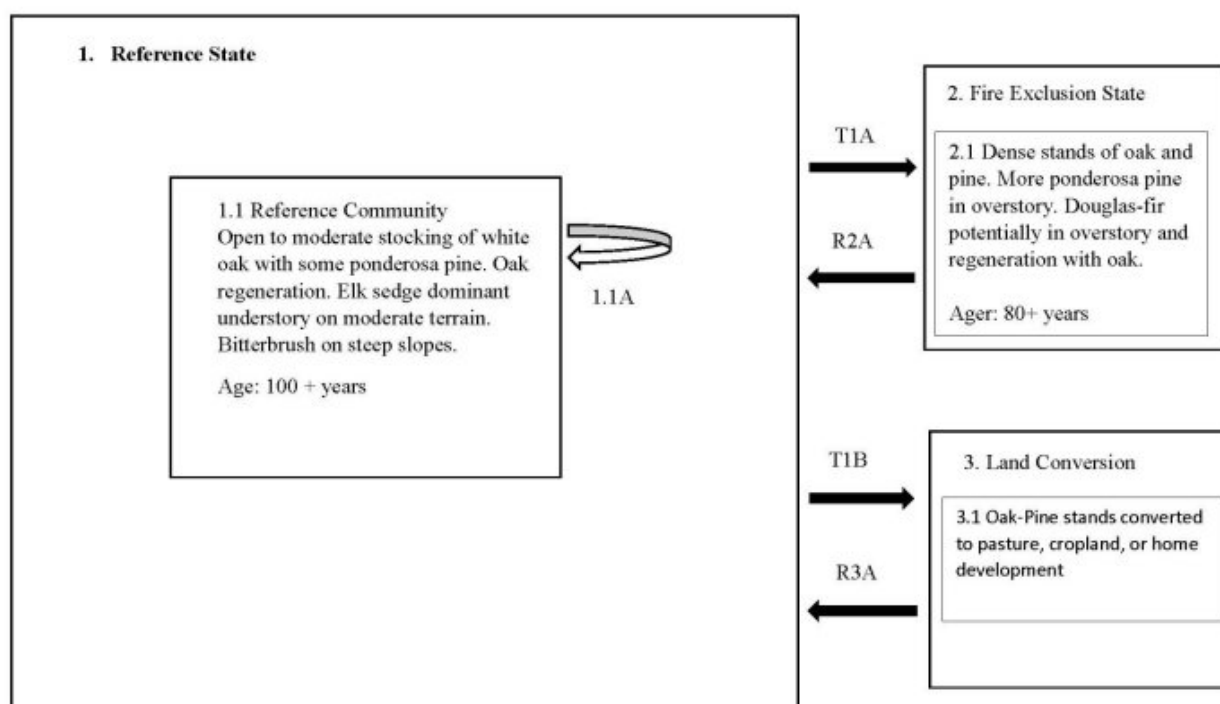 1. Reference State
1.1 Reference Community
Open to moderate stocking of white
oak with some ponderosa pine. Oak
regeneration. Elk sedge dominant
understory on moderate terrain.
Bitterbrush on steep slopes.
Age: 100 + years
1.1A
T1A
R2A
2. Fire Exclusion State
2.1 Dense stands of oak and
pine. More ponderosa pine
in overstory. Douglas-fir
potentially in overstory and
regeneration with oak.
Ager: 80+ years
T1B
R3A
3. Land Conversion
3.1 Oak-Pine stands converted
to pasture, cropland, or home
development